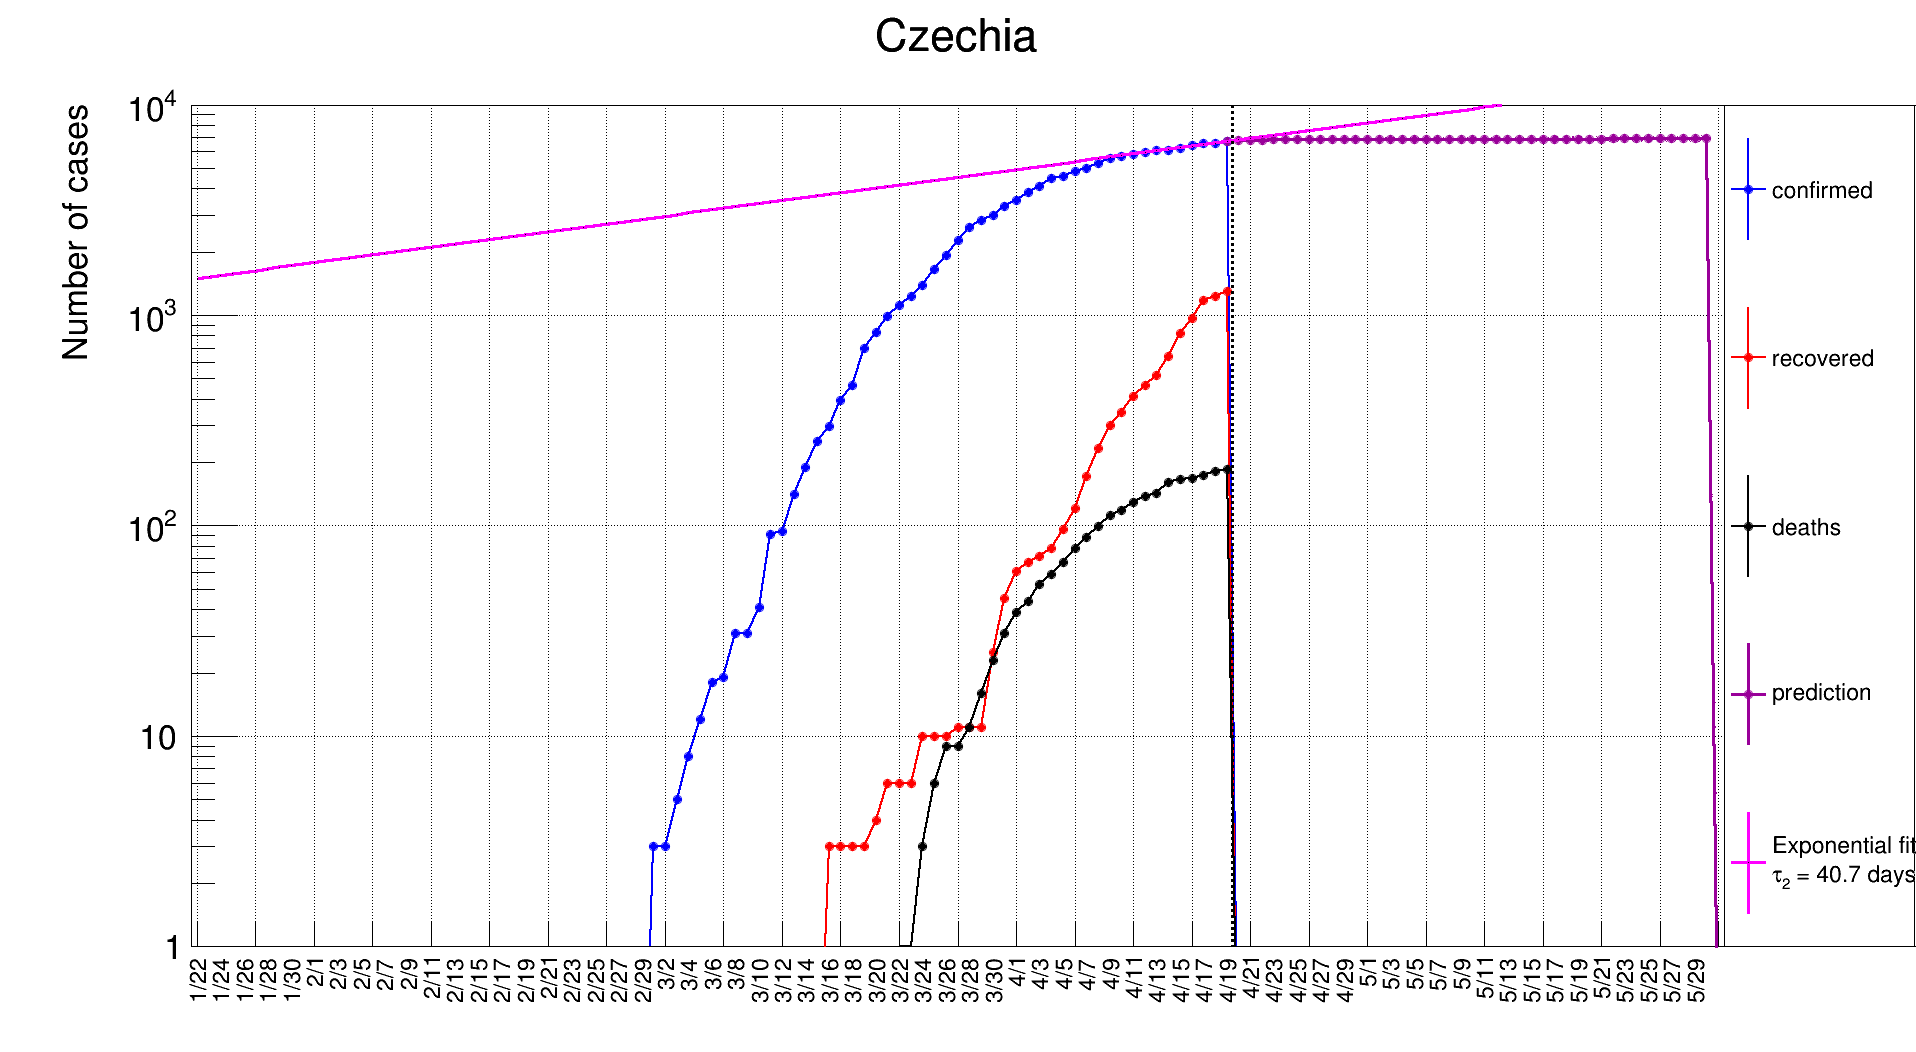 Czechia
Number of cases
10^4
10^3
10^2
10
1
1/22 1/24 1/26 1/28 1/30 2/1 2/3 2/5 2/7 2/9 2/11 2/13 2/15 2/17 2/19 2/21 2/23 2/25 2/27 2/29 3/2 3/4 3/6 3/8 3/10 3/12 3/14 3/16 3/18 3/20 3/22 3/24 3/26 3/28 3/30 4/1 4/3 4/5 4/7 4/9 4/11 4/13 4/15 4/17 4/19 4/21 4/23 4/25 4/27 4/29 5/1 5/3 5/5 5/7 5/9 5/11 5/13 5/15 5/17 5/19 5/21 5/23 5/25 5/27 5/29
confirmed
recovered
deaths
prediction
Exponential fit
τ₂ = 40.7 days